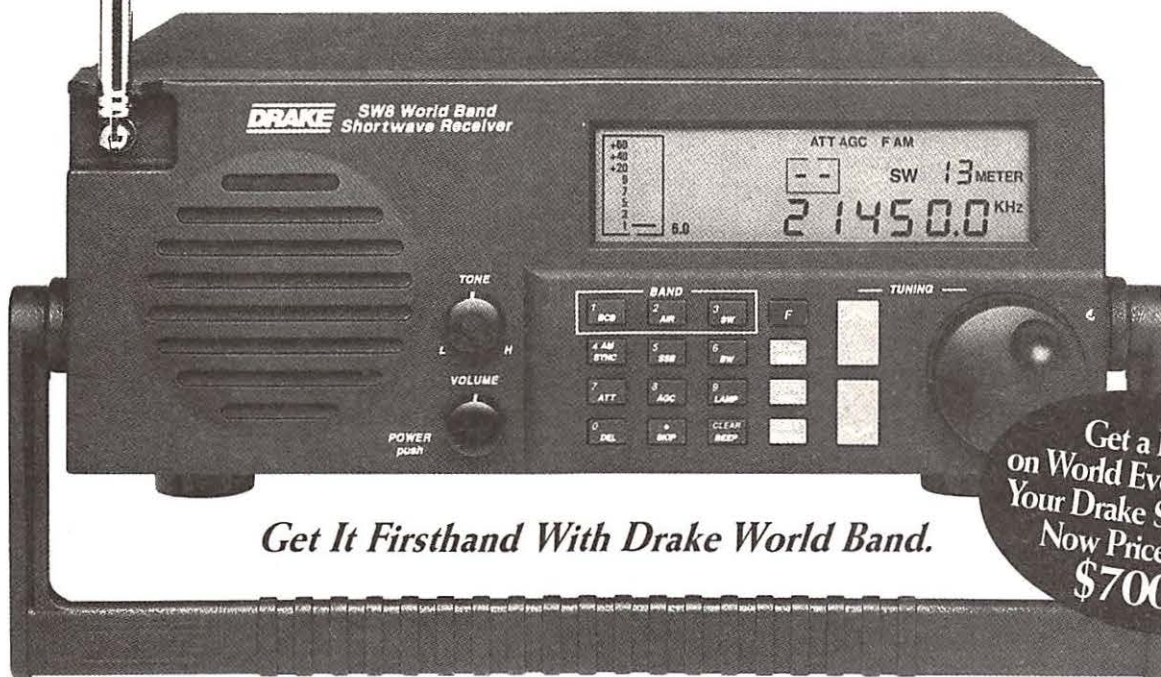 DRAKE SW8 World Band
Shortwave Receiver
+60
+40
+20
9
7
5
3
1
6.0
ATT AGC F AM
-- SW 13 METER
21450.0 KHz
TONE
L H
VOLUME
POWER
push
BAND
1 BCB 2 AIR 3 SW F
4 AM SYNC 5 SSB 6 BW
7 ATT 8 AGC 9 LAMP
0 DEL • SKIP CLEAR BEEP
TUNING
Get It Firsthand With Drake World Band.
Get a
on World
Your Drake
Now
$700